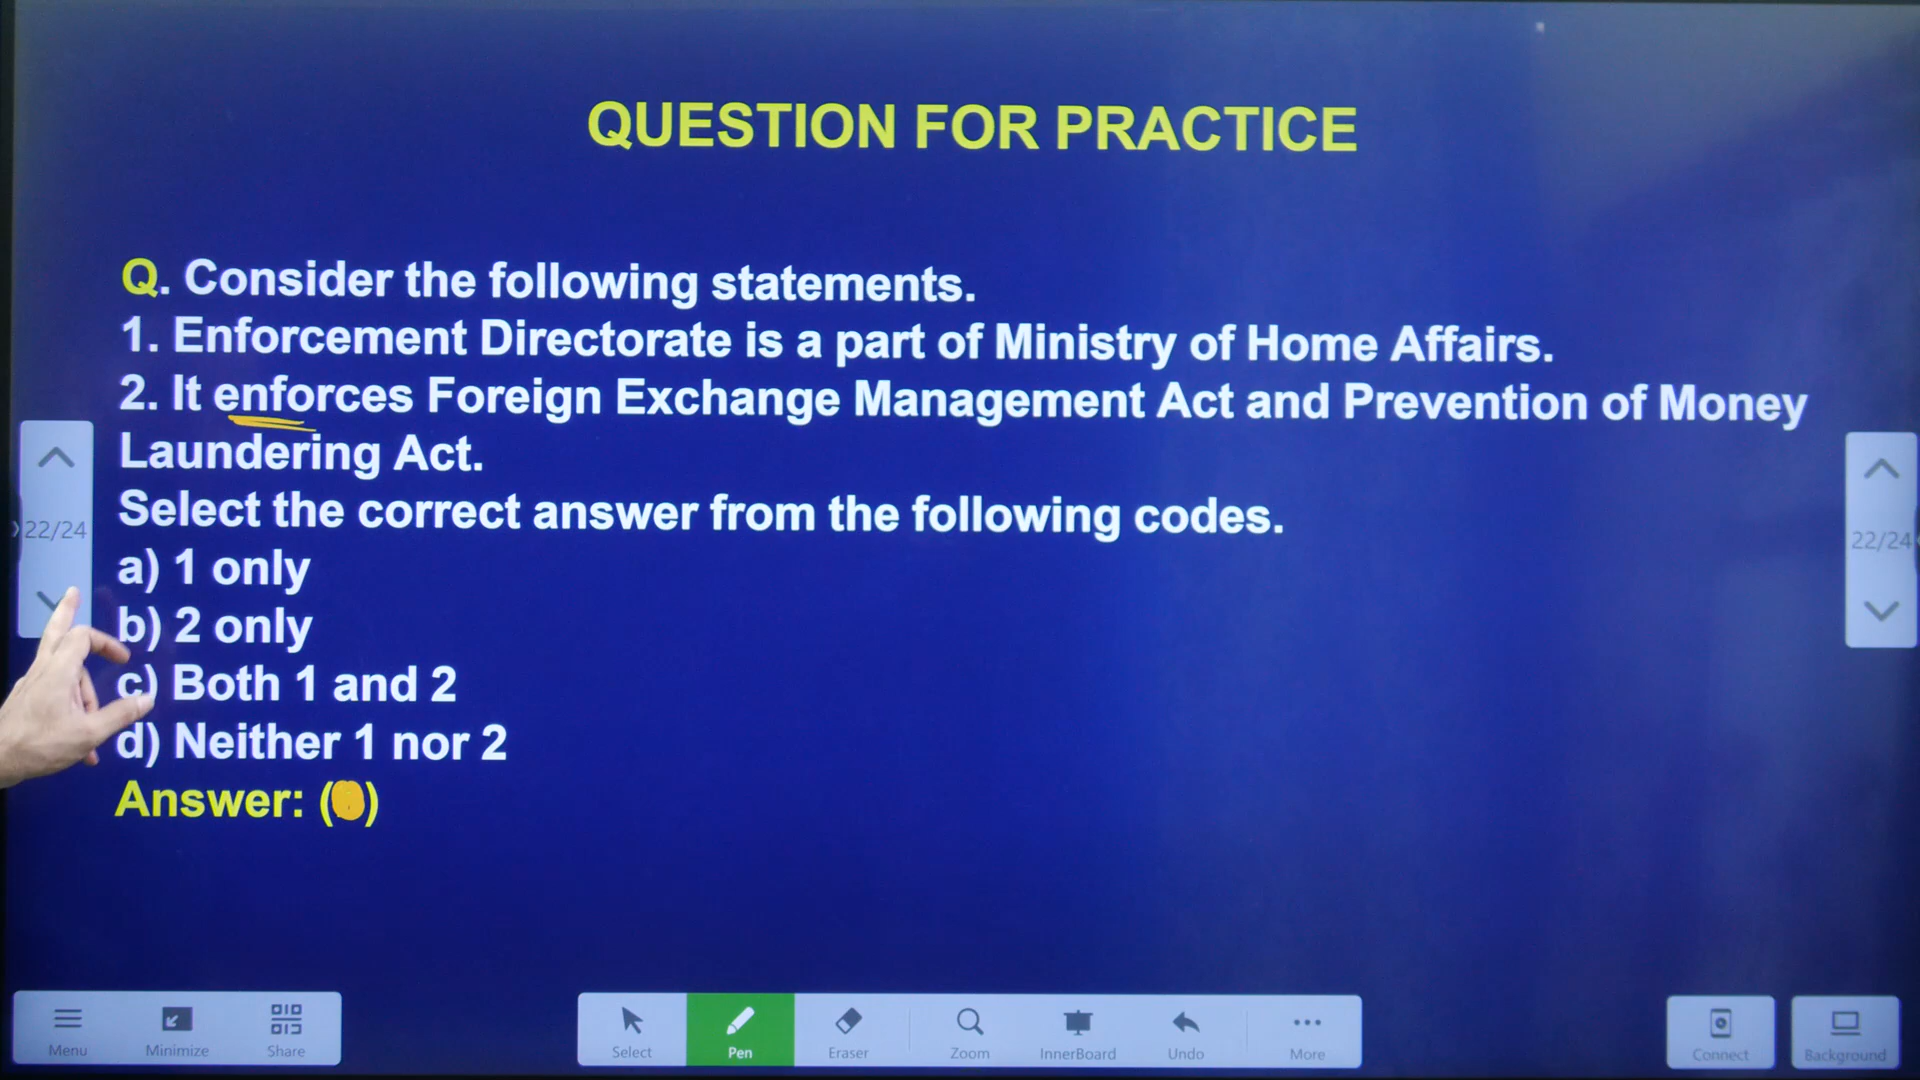 QUESTION FOR PRACTICE
Q. Consider the following statements.
1. Enforcement Directorate is a part of Ministry of Home Affairs.
2. It enforces Foreign Exchange Management Act and Prevention of Money
Laundering Act.
Select the correct answer from the following codes.
a) 1 only
b) 2 only
c) Both 1 and 2
d) Neither 1 nor 2
Answer: ( )
22/24
22/24
Menu Minimize Share
Select Pen Eraser Zoom InnerBoard Undo More
Connect Background